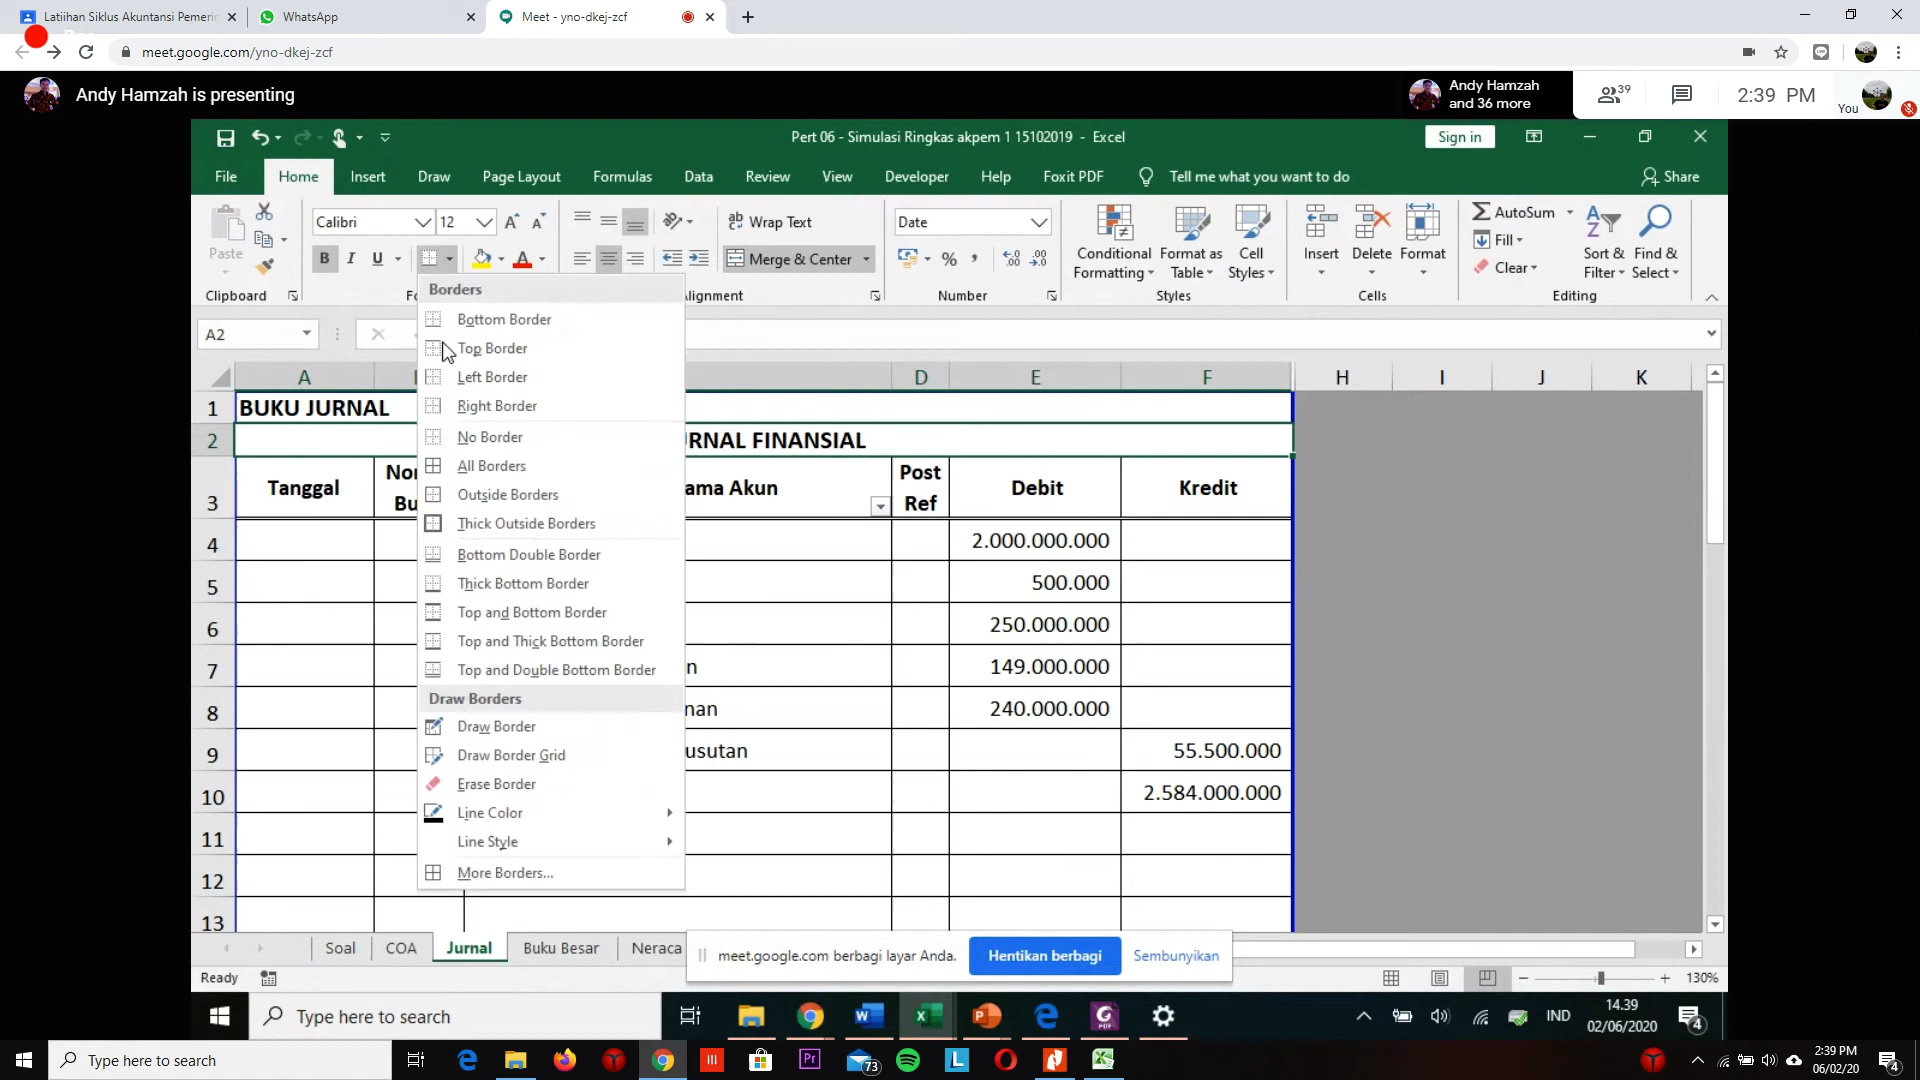 Latiihan Siklus Akuntansi Pemerin
WhatsApp
Meet - yno-dkej-zcf
meet.google.com/yno-dkej-zcf
Andy Hamzah is presenting
Andy Hamzah
and 36 more
39
2:39 PM
You
Pert 06 - Simulasi Ringkas akpem 1 15102019 - Excel
Sign in
File
Home
Insert
Draw
Page Layout
Formulas
Data
Review
View
Developer
Help
Foxit PDF
Tell me what you want to do
Share
Paste
Calibri
12
Wrap Text
Date
Merge & Center
Conditional
Formatting
Format as
Table
Cell
Styles
Insert
Delete
Format
AutoSum
Fill
Clear
Sort &
Filter
Find &
Select
Clipboard
Fo
lignment
Number
Styles
Cells
Editing
A2
Borders
Bottom Border
Top Border
Left Border
Right Border
No Border
All Borders
Outside Borders
Thick Outside Borders
Bottom Double Border
Thick Bottom Border
Top and Bottom Border
Top and Thick Bottom Border
Top and Double Bottom Border
Draw Borders
Draw Border
Draw Border Grid
Erase Border
Line Color
Line Style
More Borders...
A D E F H I J K
1 BUKU JURNAL
2 RNAL FINANSIAL
3 Tanggal Nor Bu ama Akun Post Ref Debit Kredit
4 2.000.000.000
5 500.000
6 250.000.000
7 n 149.000.000
8 nan 240.000.000
9 usutan 55.500.000
10 2.584.000.000
11
12
13
Soal
COA
Jurnal
Buku Besar
Neraca
meet.google.com berbagi layar Anda.
Hentikan berbagi
Sembunyikan
Ready
130%
Type here to search
IND
14.39
02/06/2020
4
Type here to search
Pr
73
2:39 PM
06/02/20
4